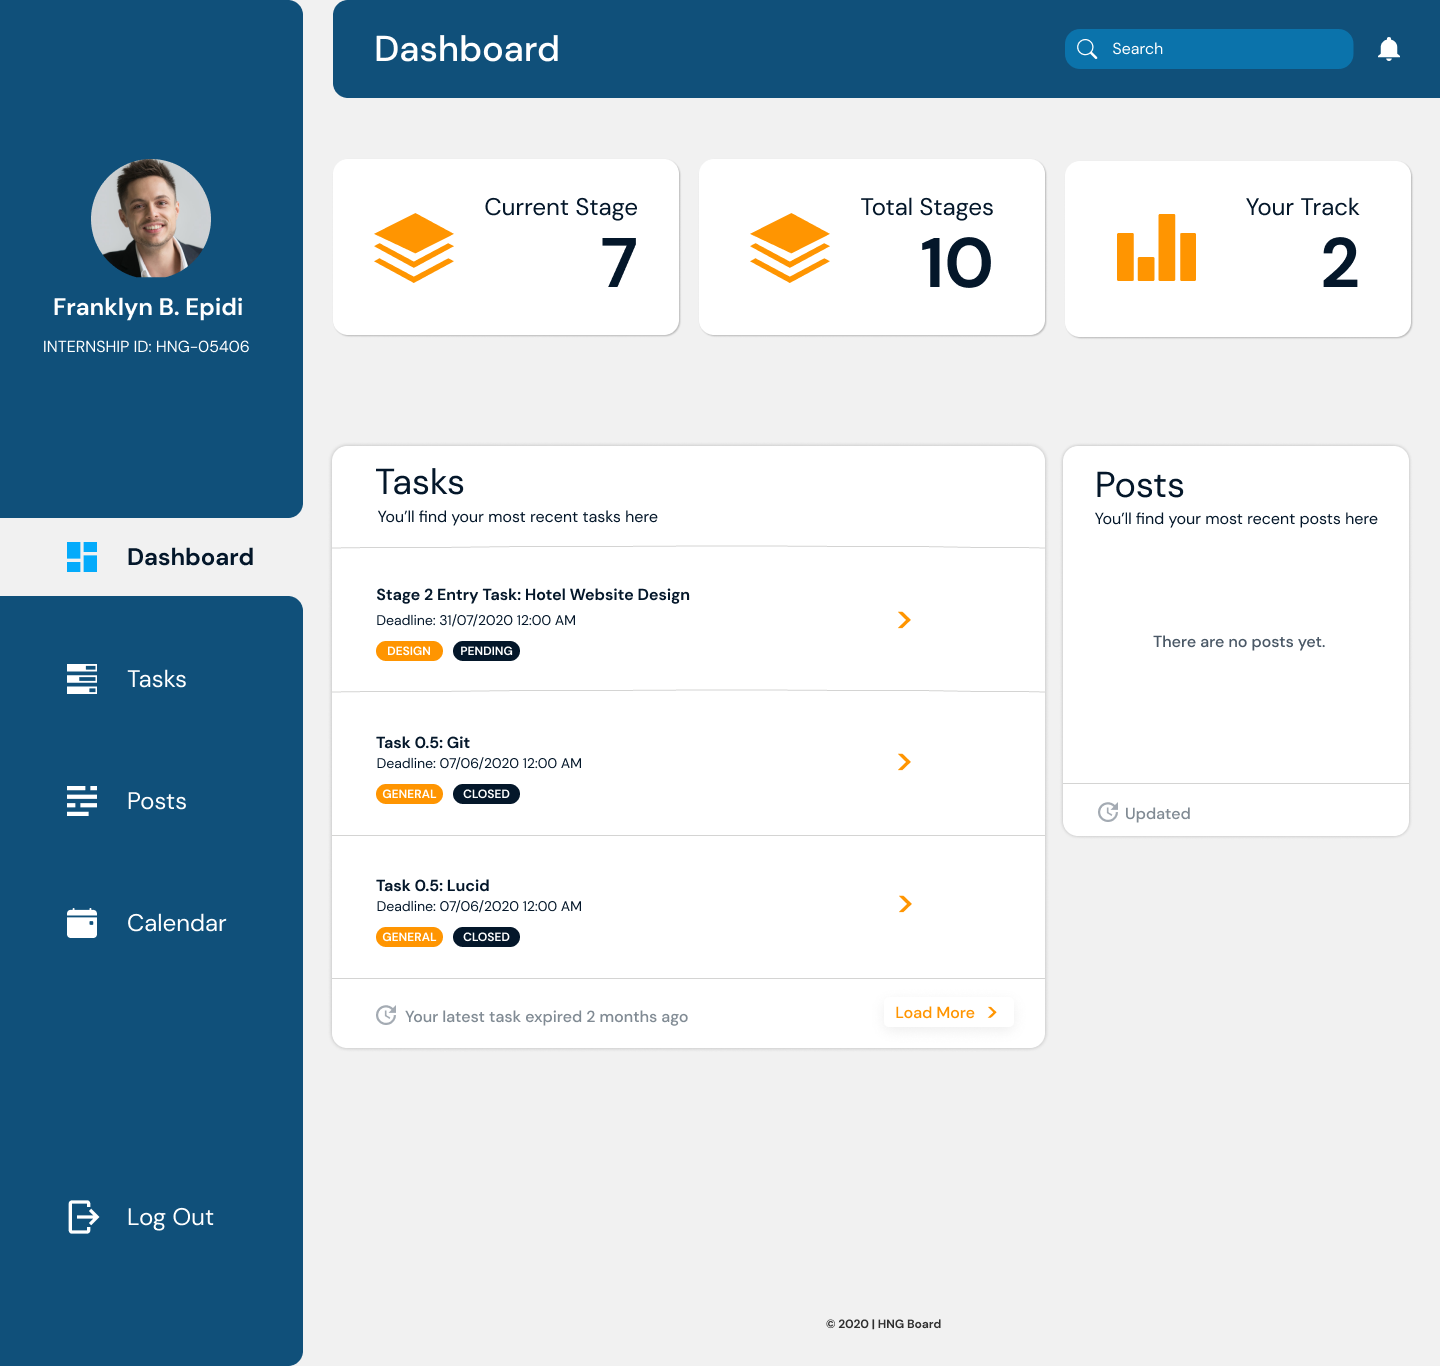 Dashboard
Search
Franklyn B. Epidi
INTERNSHIP ID: HNG-05406
Dashboard
Tasks
Posts
Calendar
Log Out
Current Stage
7
Total Stages
10
Your Track
2
Tasks
You’ll find your most recent tasks here
Stage 2 Entry Task: Hotel Website Design
Deadline: 31/07/2020 12:00 AM
DESIGN PENDING
Task 0.5: Git
Deadline: 07/06/2020 12:00 AM
GENERAL CLOSED
Task 0.5: Lucid
Deadline: 07/06/2020 12:00 AM
GENERAL CLOSED
Your latest task expired 2 months ago
Load More
Posts
You’ll find your most recent posts here
There are no posts yet.
Updated
© 2020 | HNG Board